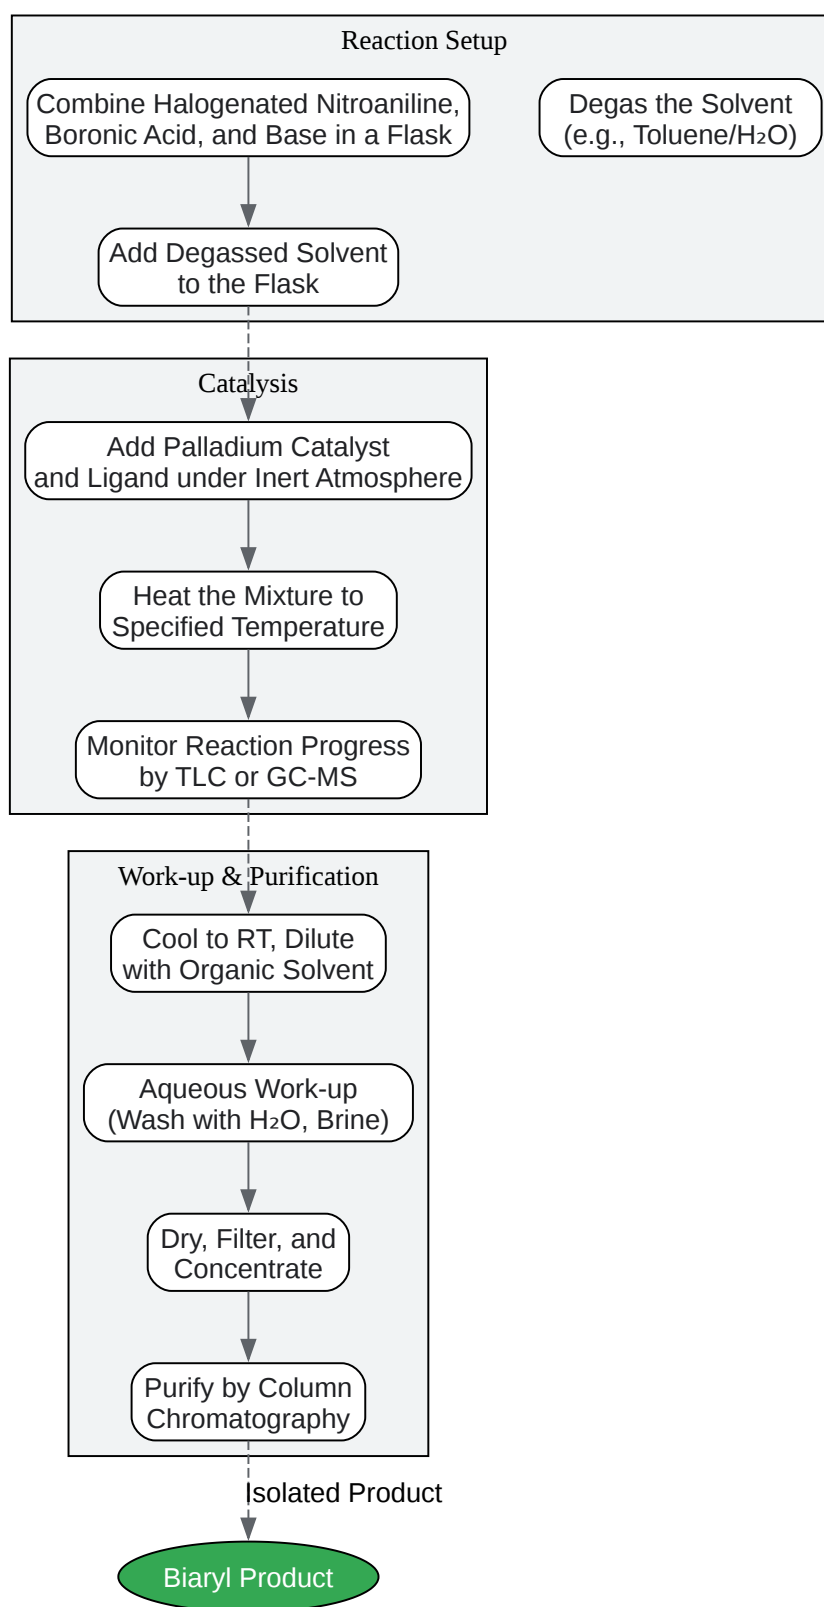 Reaction Setup
Combine Halogenated Nitroaniline,
Boronic Acid, and Base in a Flask
Degas the Solvent
(e.g., Toluene/H₂O)
Add Degassed Solvent
to the Flask
Catalysis
Add Palladium Catalyst
and Ligand under Inert Atmosphere
Heat the Mixture to
Specified Temperature
Monitor Reaction Progress
by TLC or GC-MS
Work-up & Purification
Cool to RT, Dilute
with Organic Solvent
Aqueous Work-up
(Wash with H₂O, Brine)
Dry, Filter, and
Concentrate
Purify by Column
Chromatography
Isolated Product
Biaryl Product